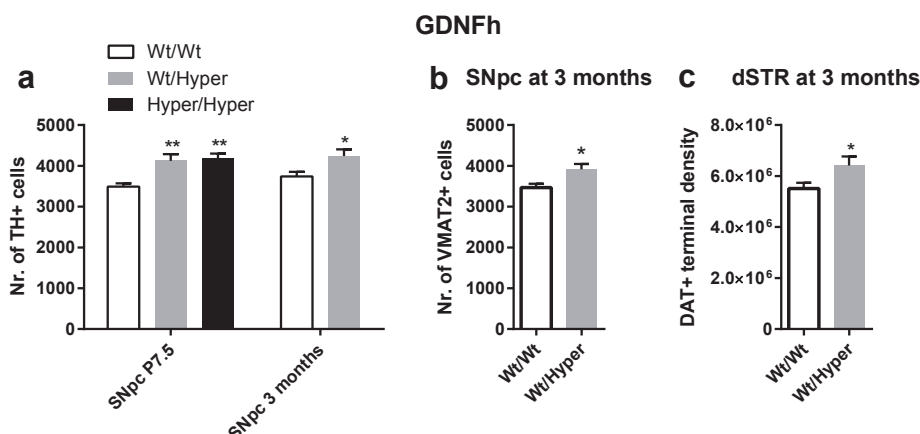 GDNFh
Wt/Wt
Wt/Hyper
Hyper/Hyper
a
Nr. of TH+ cells
5000
4000
3000
2000
1000
0
**
**
*
SNpc P7.5
SNpc 3 months
b SNpc at 3 months
Nr. of VMAT2+ cells
5000
4000
3000
2000
1000
0
*
Wt/Wt
Wt/Hyper
c dSTR at 3 months
DAT+ terminal density
8.0×10⁶
6.0×10⁶
4.0×10⁶
2.0×10⁶
0
*
Wt/Wt
Wt/Hyper